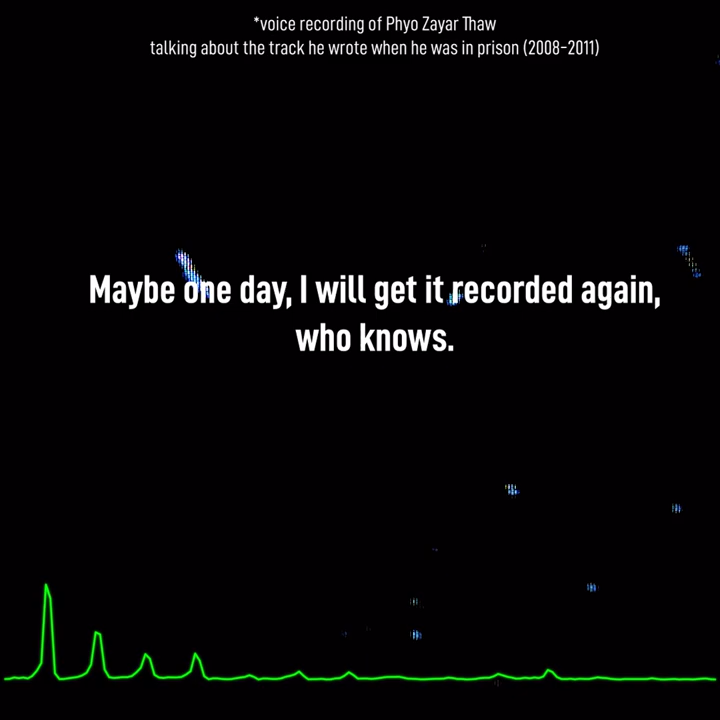 *voice recording of Phyo Zayar Thaw
talking about the track he wrote when he was in prison (2008-2011)
Maybe one day, I will get it recorded again,
who knows.